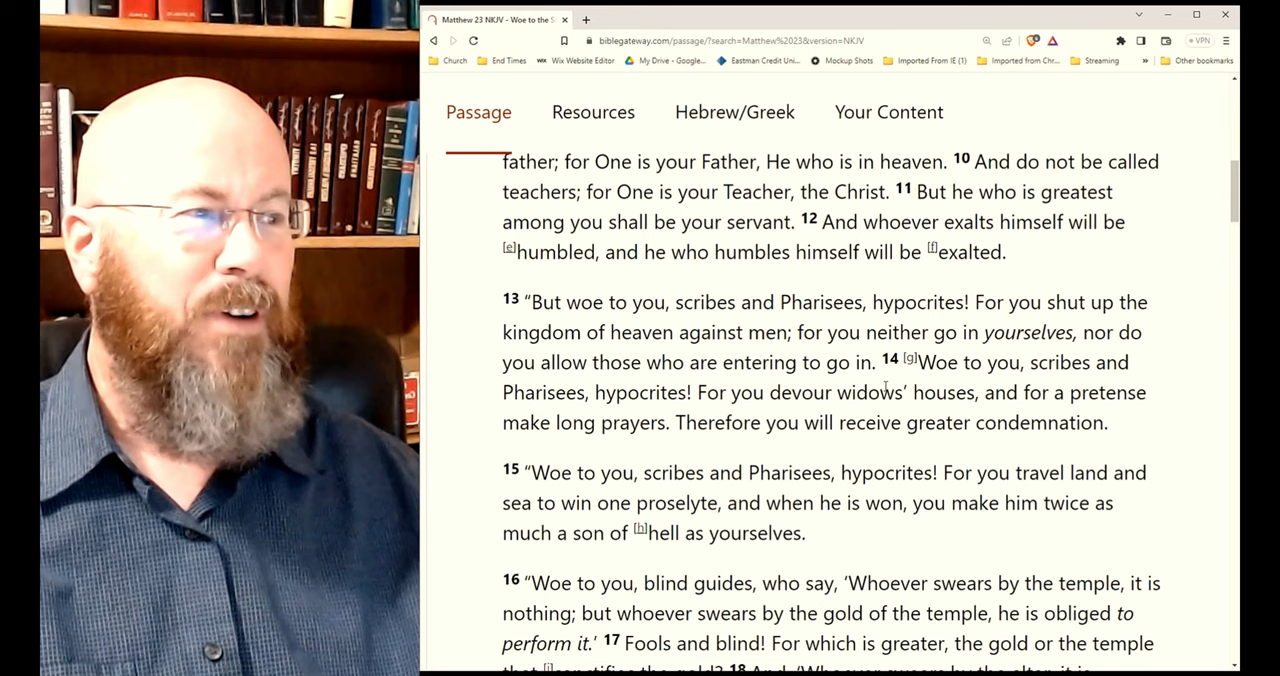 Matthew 23 NKJV - Woe to the S
biblegateway.com/passage/?search=Matthew%2023&version=NKJV
VPN
Church End Times Wix Website Editor My Drive - Google... Eastman Credit Uni... Mockup Shots Imported From IE (1) Imported From Chr... Streaming » Other bookmarks
Passage Resources Hebrew/Greek Your Content
father; for One is your Father, He who is in heaven. 10 And do not be called
teachers; for One is your Teacher, the Christ. 11 But he who is greatest
among you shall be your servant. 12 And whoever exalts himself will be
[e]humbled, and he who humbles himself will be [f]exalted.
13 “But woe to you, scribes and Pharisees, hypocrites! For you shut up the
kingdom of heaven against men; for you neither go in yourselves, nor do
you allow those who are entering to go in. 14 [g]Woe to you, scribes and
Pharisees, hypocrites! For you devour widows’ houses, and for a pretense
make long prayers. Therefore you will receive greater condemnation.
15 “Woe to you, scribes and Pharisees, hypocrites! For you travel land and
sea to win one proselyte, and when he is won, you make him twice as
much a son of [h]hell as yourselves.
16 “Woe to you, blind guides, who say, ‘Whoever swears by the temple, it is
nothing; but whoever swears by the gold of the temple, he is obliged to
perform it.’ 17 Fools and blind! For which is greater, the gold or the temple